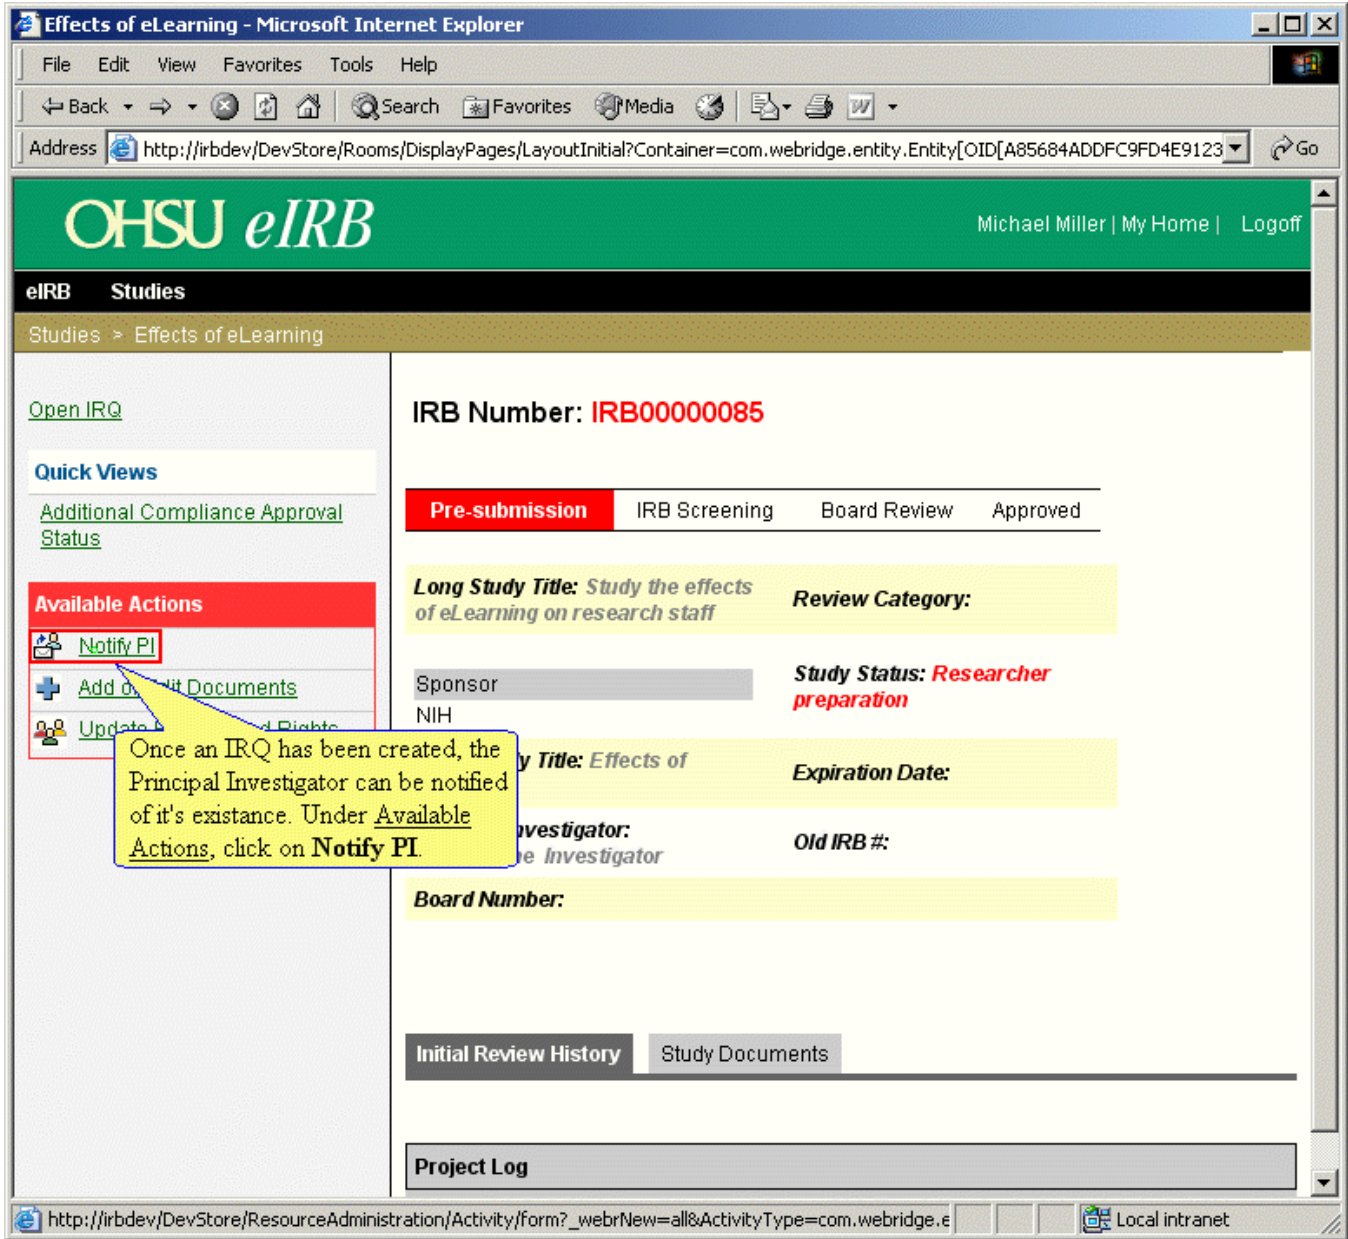 Effects of eLearning - Microsoft Internet Explorer
File Edit View Favorites Tools Help
Back Search Favorites Media
Address http://irbdev/DevStore/Rooms/DisplayPages/LayoutInitial?Container=com.webridge.entity.Entity[OID[A85684ADDFC9FD4E9123 Go
OHSU eIRB
Michael Miller | My Home | Logoff
eIRB Studies
Studies > Effects of eLearning
Open IRQ
Quick Views
Additional Compliance Approval
Status
Available Actions
Notify PI
Add or Edit Documents
Update Rights
Once an IRQ has been created, the
Principal Investigator can be notified
of it's existance. Under Available
Actions, click on Notify PI.
IRB Number: IRB00000085
Pre-submission IRB Screening Board Review Approved
Long Study Title: Study the effects
of eLearning on research staff
Review Category:
Sponsor
NIH
Study Status: Researcher
preparation
Title: Effects of
Expiration Date:
Investigator:
Investigator
Old IRB #:
Board Number:
Initial Review History Study Documents
Project Log
http://irbdev/DevStore/ResourceAdministration/Activity/form?_webrNew=all&ActivityType=com.webridge.e Local intranet